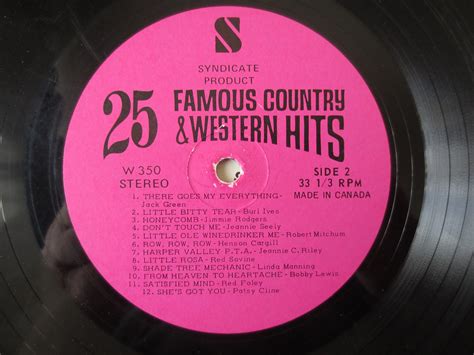 S
SYNDICATE
PRODUCT
25 FAMOUS COUNTRY
& WESTERN HITS
W 350
STEREO
SIDE 2
33 1/3 RPM
MADE IN CANADA
1. THERE GOES MY EVERYTHING - Jack Green
2. LITTLE BITTY TEAR - Burl Ives
3. HONEYCOMB - Jimmie Rodgers
4. DON'T TOUCH ME - Jeannie Seely
5. LITTLE OLE WINEDRINKER ME - Robert Mitchum
6. ROW, ROW, ROW - Henson Cargill
7. HARPER VALLEY P.T.A. - Jeannie C. Riley
8. LITTLE ROSA - Red Sovine
9. SHADE TREE MECHANIC - Linda Manning
10. FROM HEAVEN TO HEARTACHE - Bobby Lewis
11. SATISFIED MIND - Red Foley
12. SHE'S GOT YOU - Patsy Cline